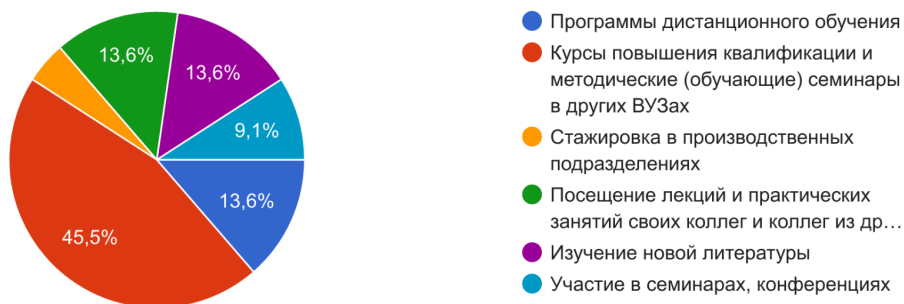 13,6%
13,6%
9,1%
13,6%
45,5%
Программы дистанционного обучения
Курсы повышения квалификации и
методические (обучающие) семинары
в других ВУЗах
Стажировка в производственных
подразделениях
Посещение лекций и практических
занятий своих коллег и коллег из др…
Изучение новой литературы
Участие в семинарах, конференциях